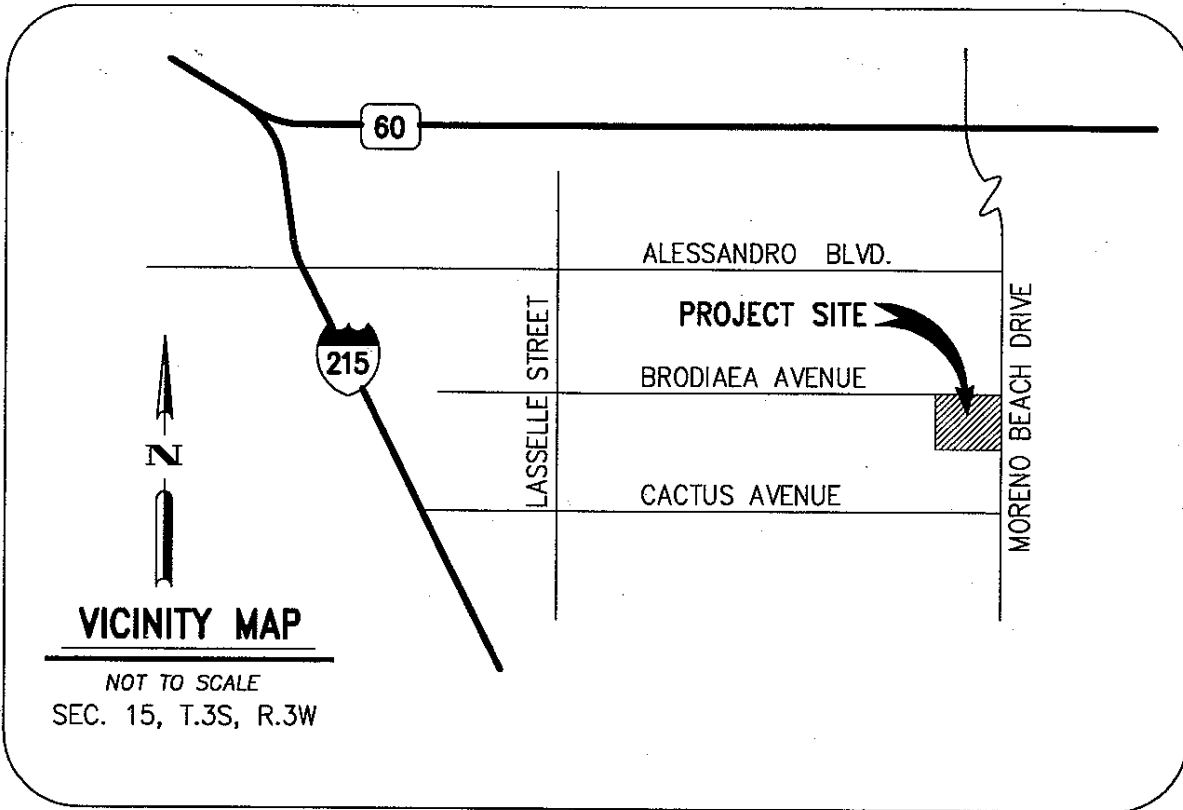 60
ALESSANDRO BLVD.
PROJECT SITE
215
LASSELLE STREET
BRODIAEA AVENUE
MORENO BEACH DRIVE
N
CACTUS AVENUE
VICINITY MAP
NOT TO SCALE
SEC. 15, T.3S, R.3W